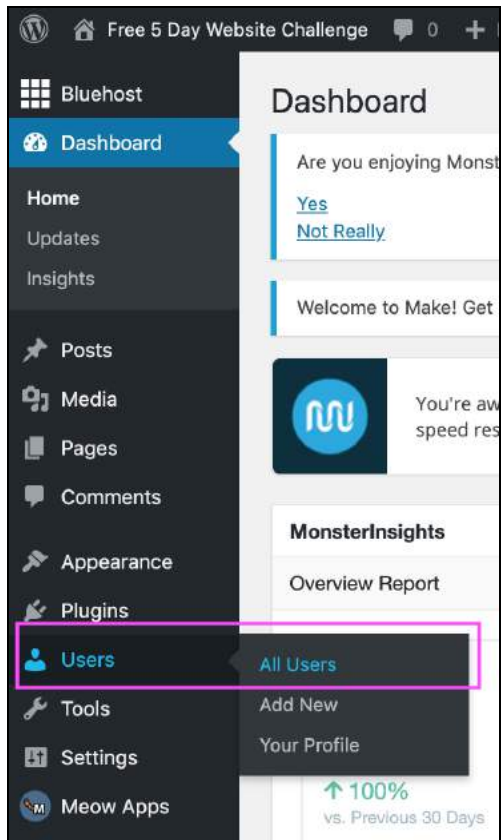 Free 5 Day Website Challenge 0
Bluehost
Dashboard
Home
Updates
Insights
Posts
Media
Pages
Comments
Appearance
Plugins
Users
Tools
Settings
Meow Apps
All Users
Add New
Your Profile
Dashboard
Are you enjoying Monst
Yes
Not Really
Welcome to Make! Get
You're aw
speed res
MonsterInsights
Overview Report
100%
vs. Previous 30 Days